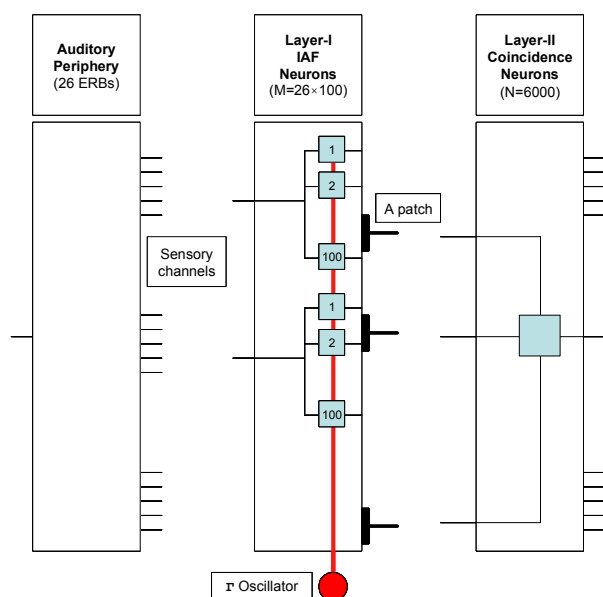 Auditory
Periphery
(26 ERBs)
Layer-I
IAF
Neurons
(M=26×100)
Layer-II
Coincidence
Neurons
(N=6000)
1
2
A patch
Sensory
channels
100
1
2
100
r Oscillator